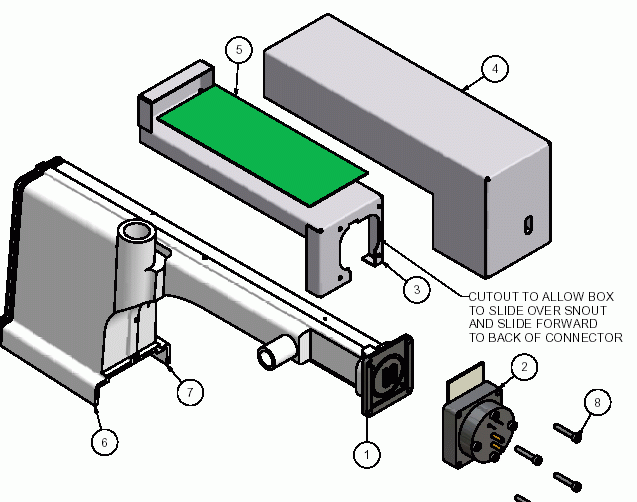 5
4
3
CUTOUT TO ALLOW BOX
TO SLIDE OVER SNOUT
AND SLIDE FORWARD
TO BACK OF CONNECTOR
2
7
8
6
1